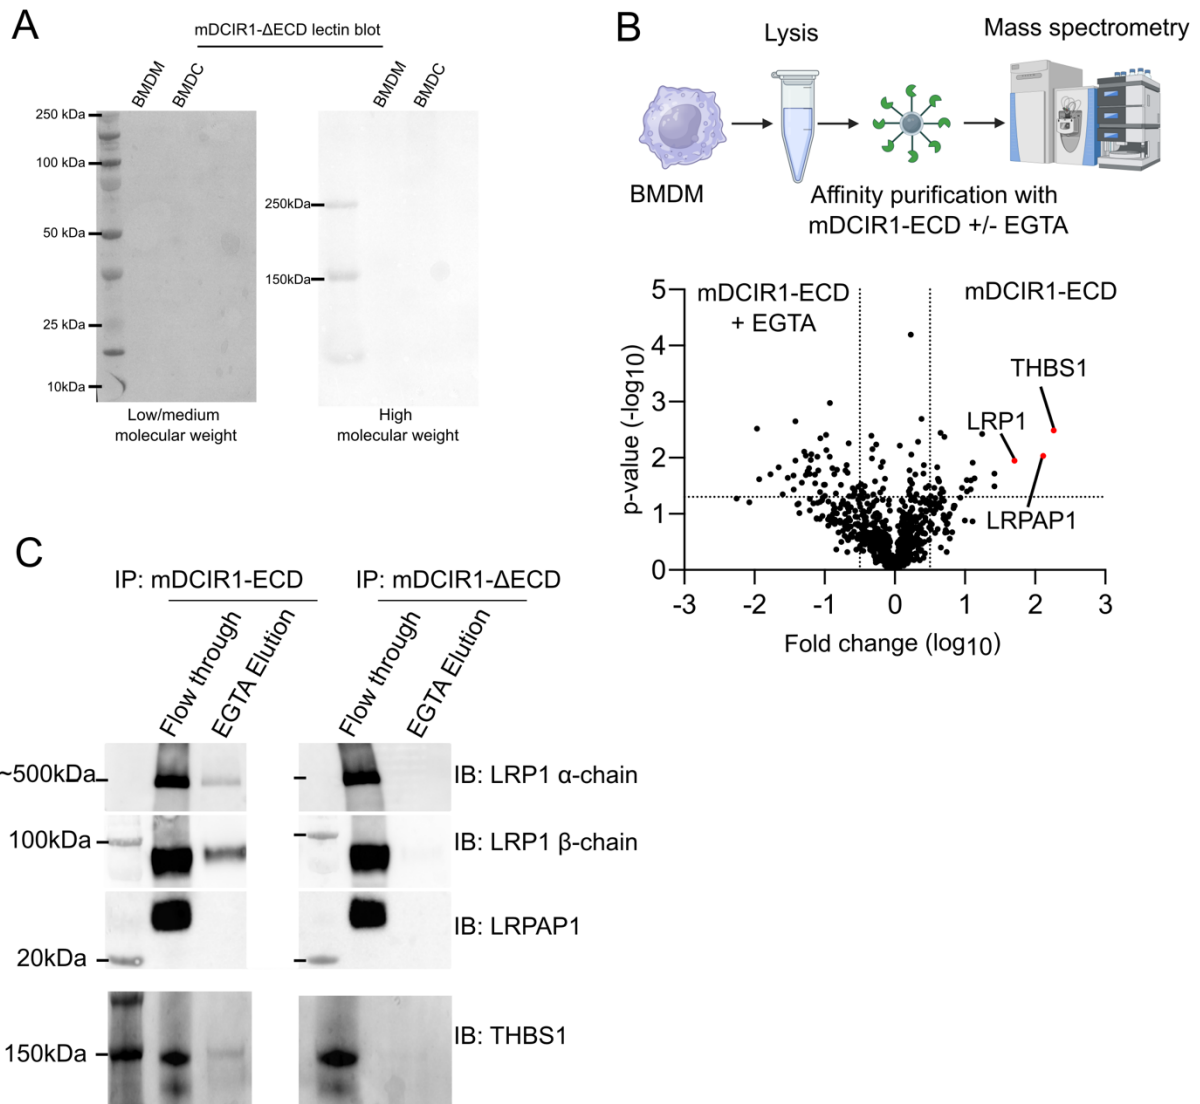 A
mDCIR1-ΔECD lectin blot
BMDM
BMDC
BMDM
BMDC
250 kDa
100 kDa
50 kDa
25 kDa
10kDa
250kDa
150kDa
Low/medium
molecular weight
High
molecular weight
B
Lysis
Mass spectrometry
BMDM
Affinity purification with
mDCIR1-ECD +/- EGTA
mDCIR1-ECD
+ EGTA
mDCIR1-ECD
THBS1
LRP1
LRPAP1
p-value (-log10)
5
4
3
2
1
0
-3
-2
-1
0
1
2
3
Fold change (log10)
C
IP: mDCIR1-ECD
IP: mDCIR1-ΔECD
Flow through
EGTA Elution
Flow through
EGTA Elution
~500kDa
IB: LRP1 α-chain
100kDa
IB: LRP1 β-chain
IB: LRPAP1
20kDa
150kDa
IB: THBS1